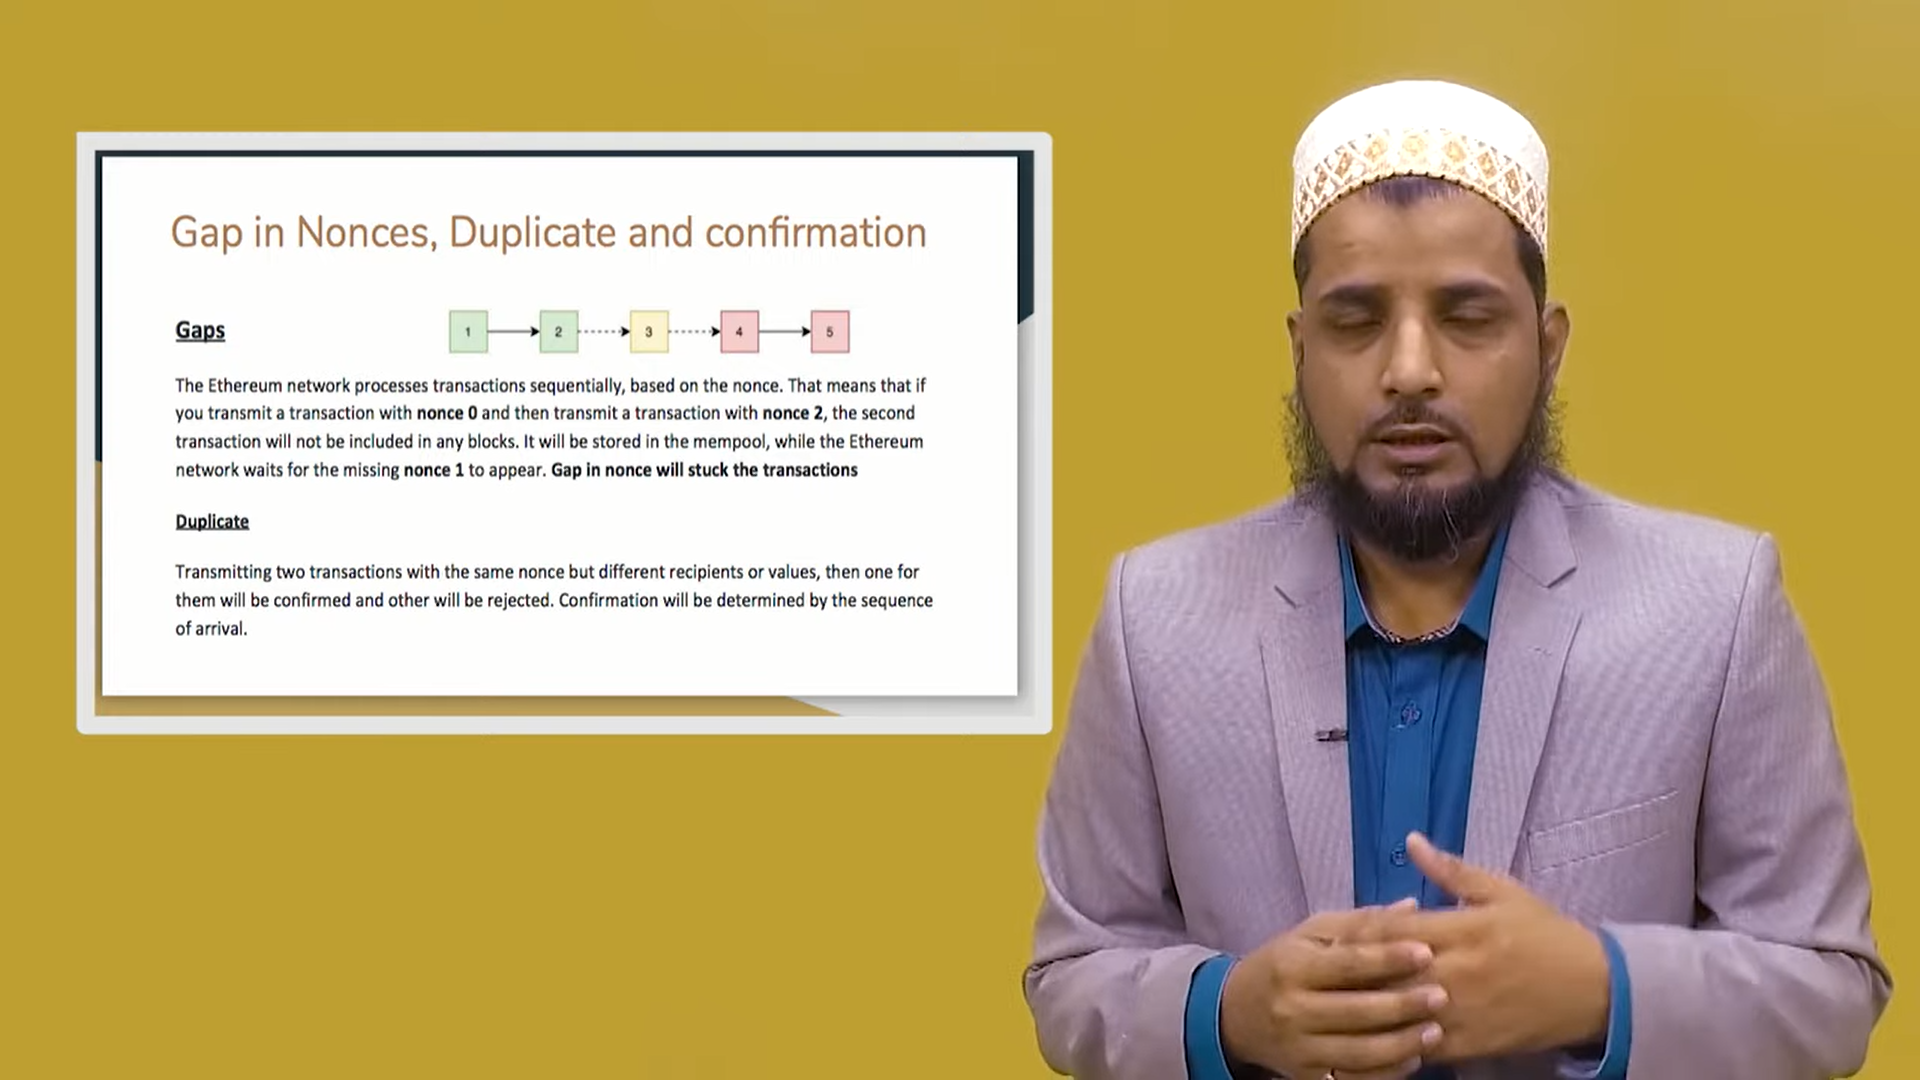 Gap in Nonces, Duplicate and confirmation
Gaps
1 2 3 4 5
The Ethereum network processes transactions sequentially, based on the nonce. That means that if
you transmit a transaction with nonce 0 and then transmit a transaction with nonce 2, the second
transaction will not be included in any blocks. It will be stored in the mempool, while the Ethereum
network waits for the missing nonce 1 to appear. Gap in nonce will stuck the transactions
Duplicate
Transmitting two transactions with the same nonce but different recipients or values, then one for
them will be confirmed and other will be rejected. Confirmation will be determined by the sequence
of arrival.